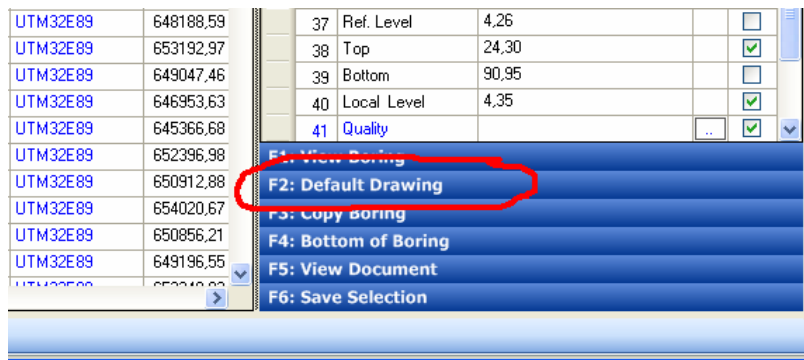 UTM32E89 648188,59
UTM32E89 653192,97
UTM32E89 649047,46
UTM32E89 646953,63
UTM32E89 645366,68
UTM32E89 652396,98
UTM32E89 650912,88
UTM32E89 654020,67
UTM32E89 650856,21
UTM32E89 649196,55
37 Ref. Level 4,26
38 Top 24,30
39 Bottom 90,95
40 Local Level 4,35
41 Quality ..
F1: View Boring
F2: Default Drawing
F3: Copy Boring
F4: Bottom of Boring
F5: View Document
F6: Save Selection